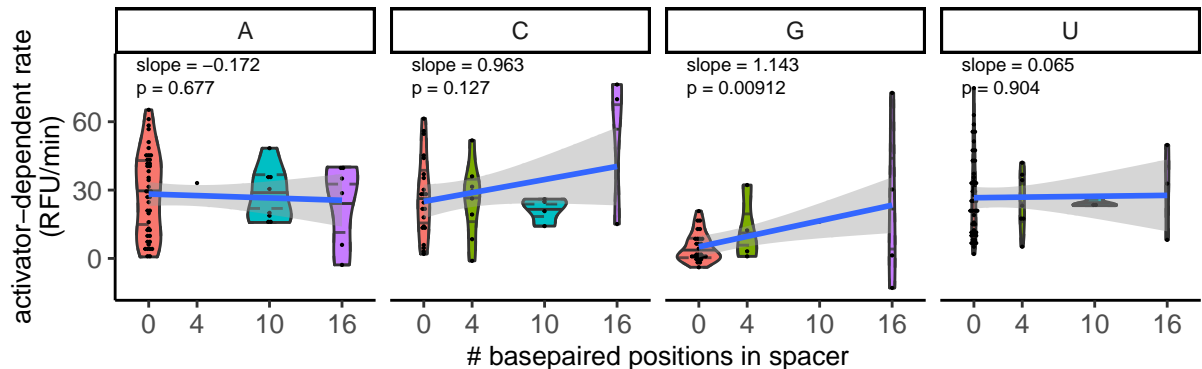 A C G U
slope = −0.172 slope = 0.963 slope = 1.143 slope = 0.065
p = 0.677 p = 0.127 p = 0.00912 p = 0.904
activator−dependent rate
(RFU/min)
60
30
0
0 4 10 16 0 4 10 16 0 4 10 16 0 4 10 16
# basepaired positions in spacer